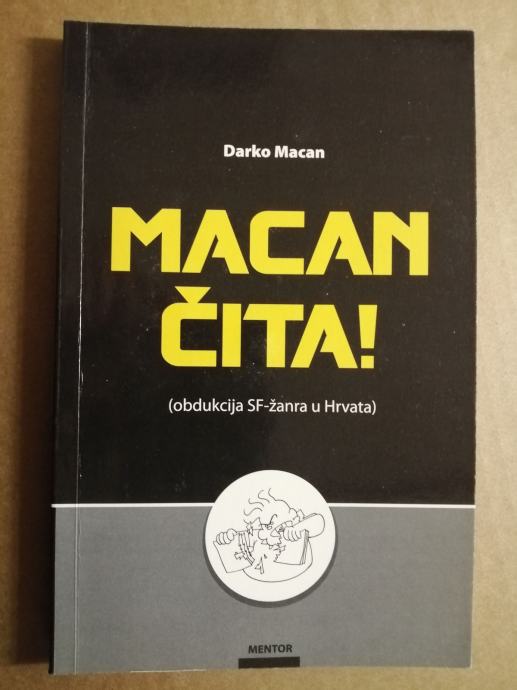 Darko Macan
MACAN
ČITA!
(obdukcija SF-žanra u Hrvata)
MENTOR